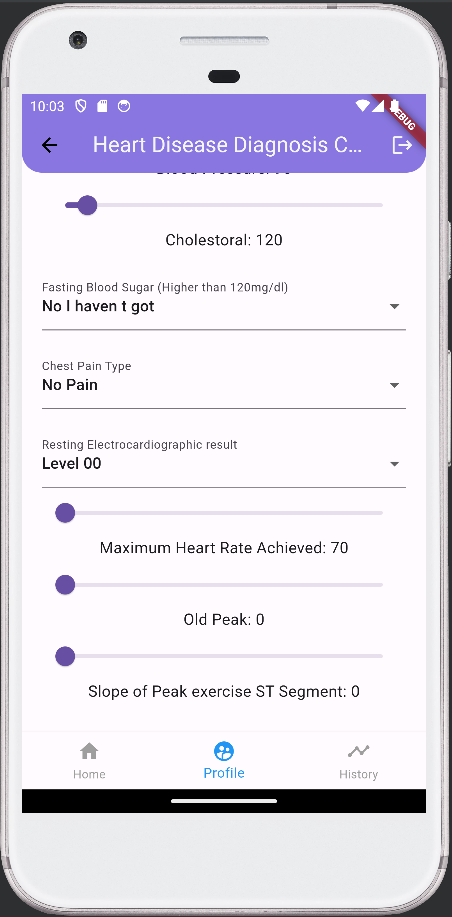 10:03
DEBUG
Heart Disease Diagnosis C...
Cholestoral: 120
Fasting Blood Sugar (Higher than 120mg/dl)
No I haven t got
Chest Pain Type
No Pain
Resting Electrocardiographic result
Level 00
Maximum Heart Rate Achieved: 70
Old Peak: 0
Slope of Peak exercise ST Segment: 0
Home
Profile
History